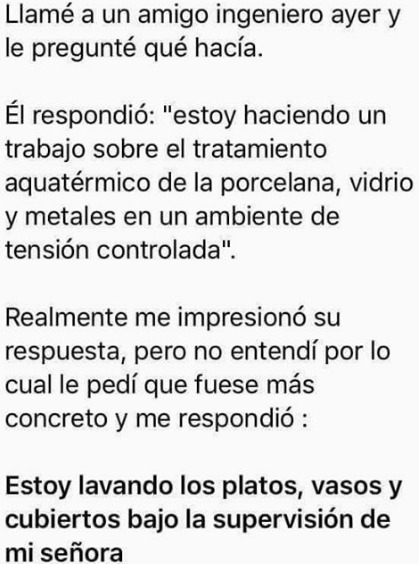 Llamé a un amigo ingeniero ayer y
le pregunté qué hacía.
Él respondió: "estoy haciendo un
trabajo sobre el tratamiento
aquatérmico de la porcelana, vidrio
y metales en un ambiente de
tensión controlada".
Realmente me impresionó su
respuesta, pero no entendí por lo
cual le pedí que fuese más
concreto y me respondió :
Estoy lavando los platos, vasos y
cubiertos bajo la supervisión de
mi señora